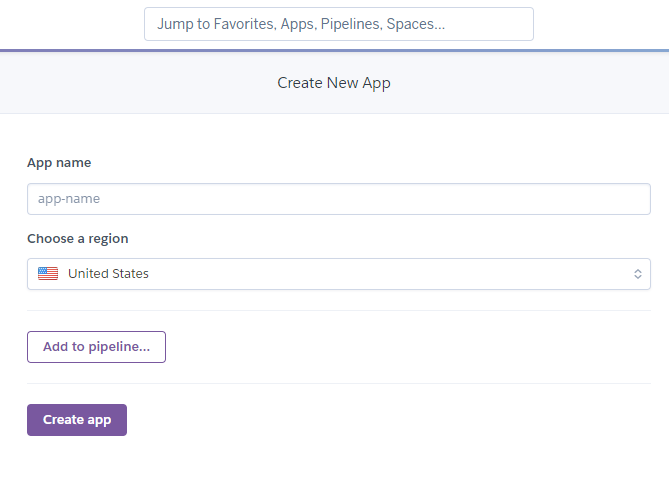 Jump to Favorites, Apps, Pipelines, Spaces...
Create New App
App name
app-name
Choose a region
United States
Add to pipeline...
Create app